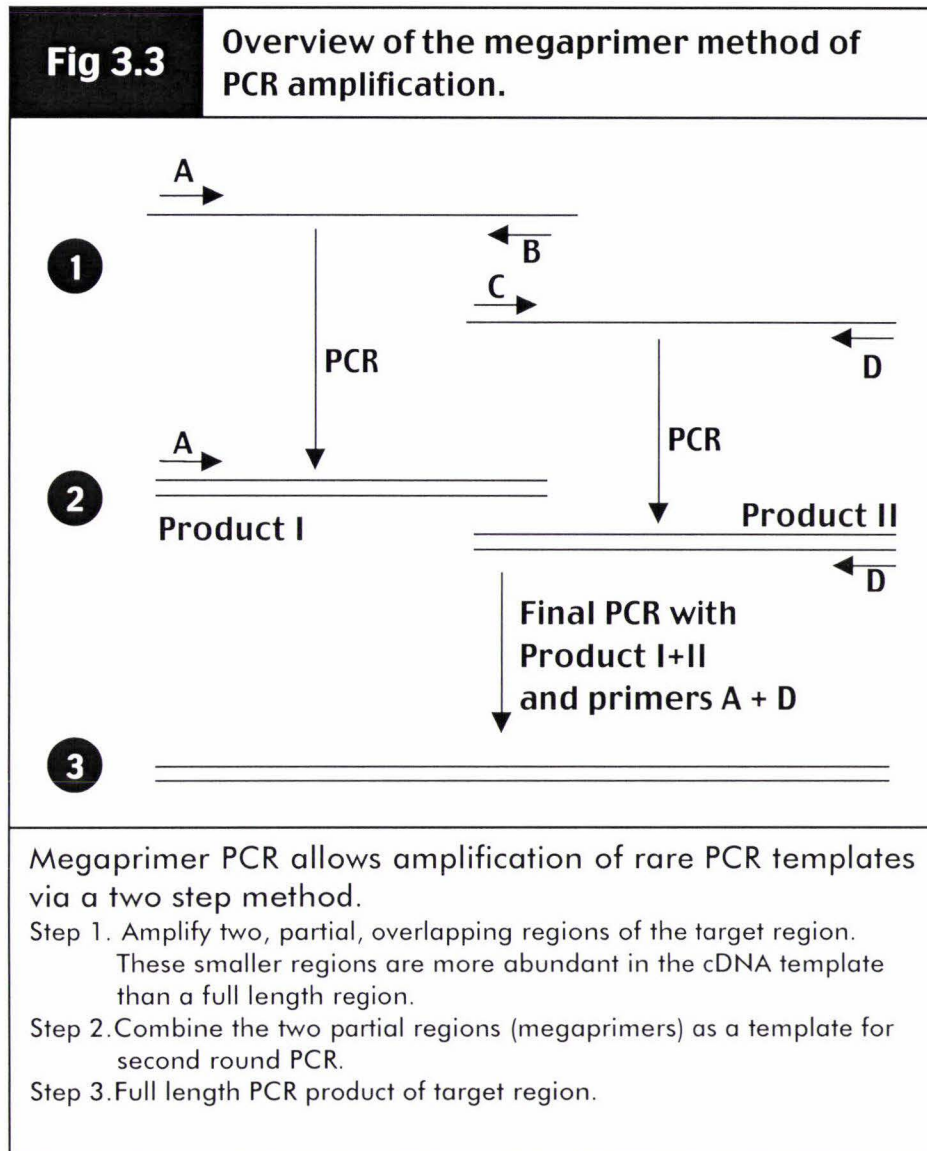 Fig 3.3
Overview of the megaprimer method of
PCR amplification.
A
B
1
C
D
PCR
A
PCR
2
Product I
Product II
D
Final PCR with
Product I+II
and primers A + D
3
Megaprimer PCR allows amplification of rare PCR templates
via a two step method.
Step 1. Amplify two, partial, overlapping regions of the target region.
These smaller regions are more abundant in the cDNA template
than a full length region.
Step 2.Combine the two partial regions (megaprimers) as a template for
second round PCR.
Step 3.Full length PCR product of target region.